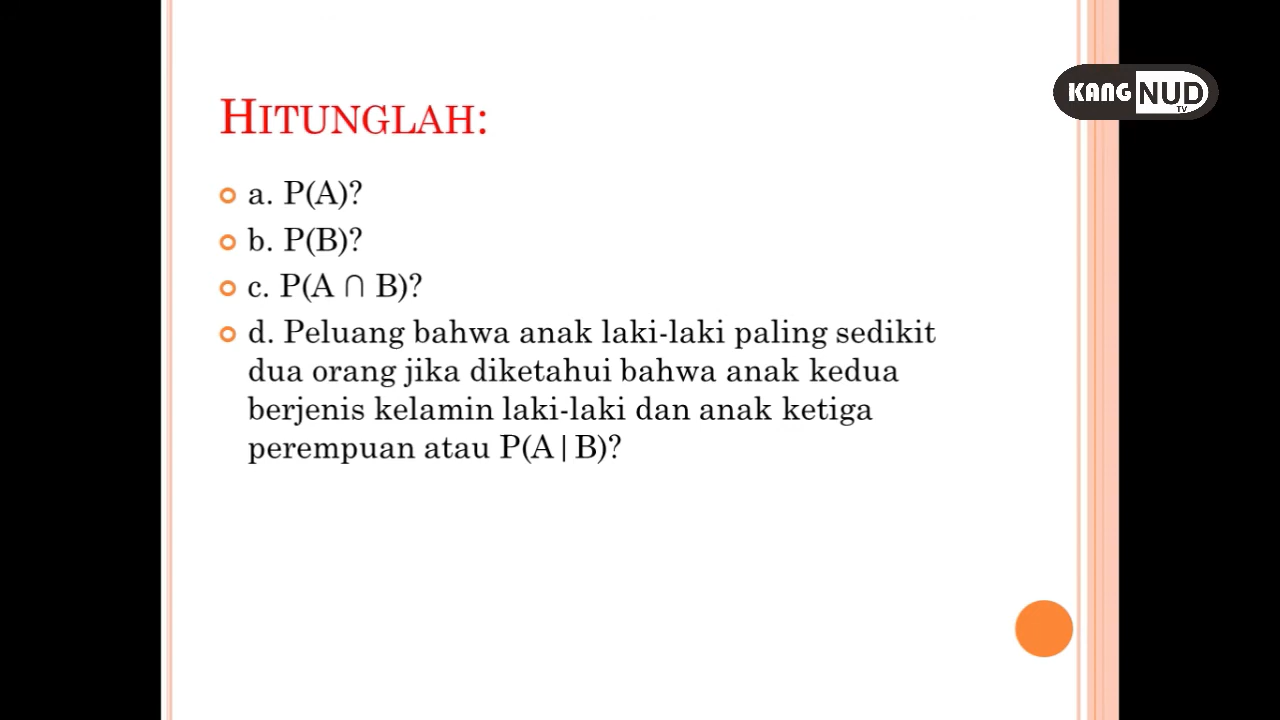 KANG NUD
TV
HITUNGLAH:
a. P(A)?
b. P(B)?
c. P(A ∩ B)?
d. Peluang bahwa anak laki-laki paling sedikit
dua orang jika diketahui bahwa anak kedua
berjenis kelamin laki-laki dan anak ketiga
perempuan atau P(A|B)?